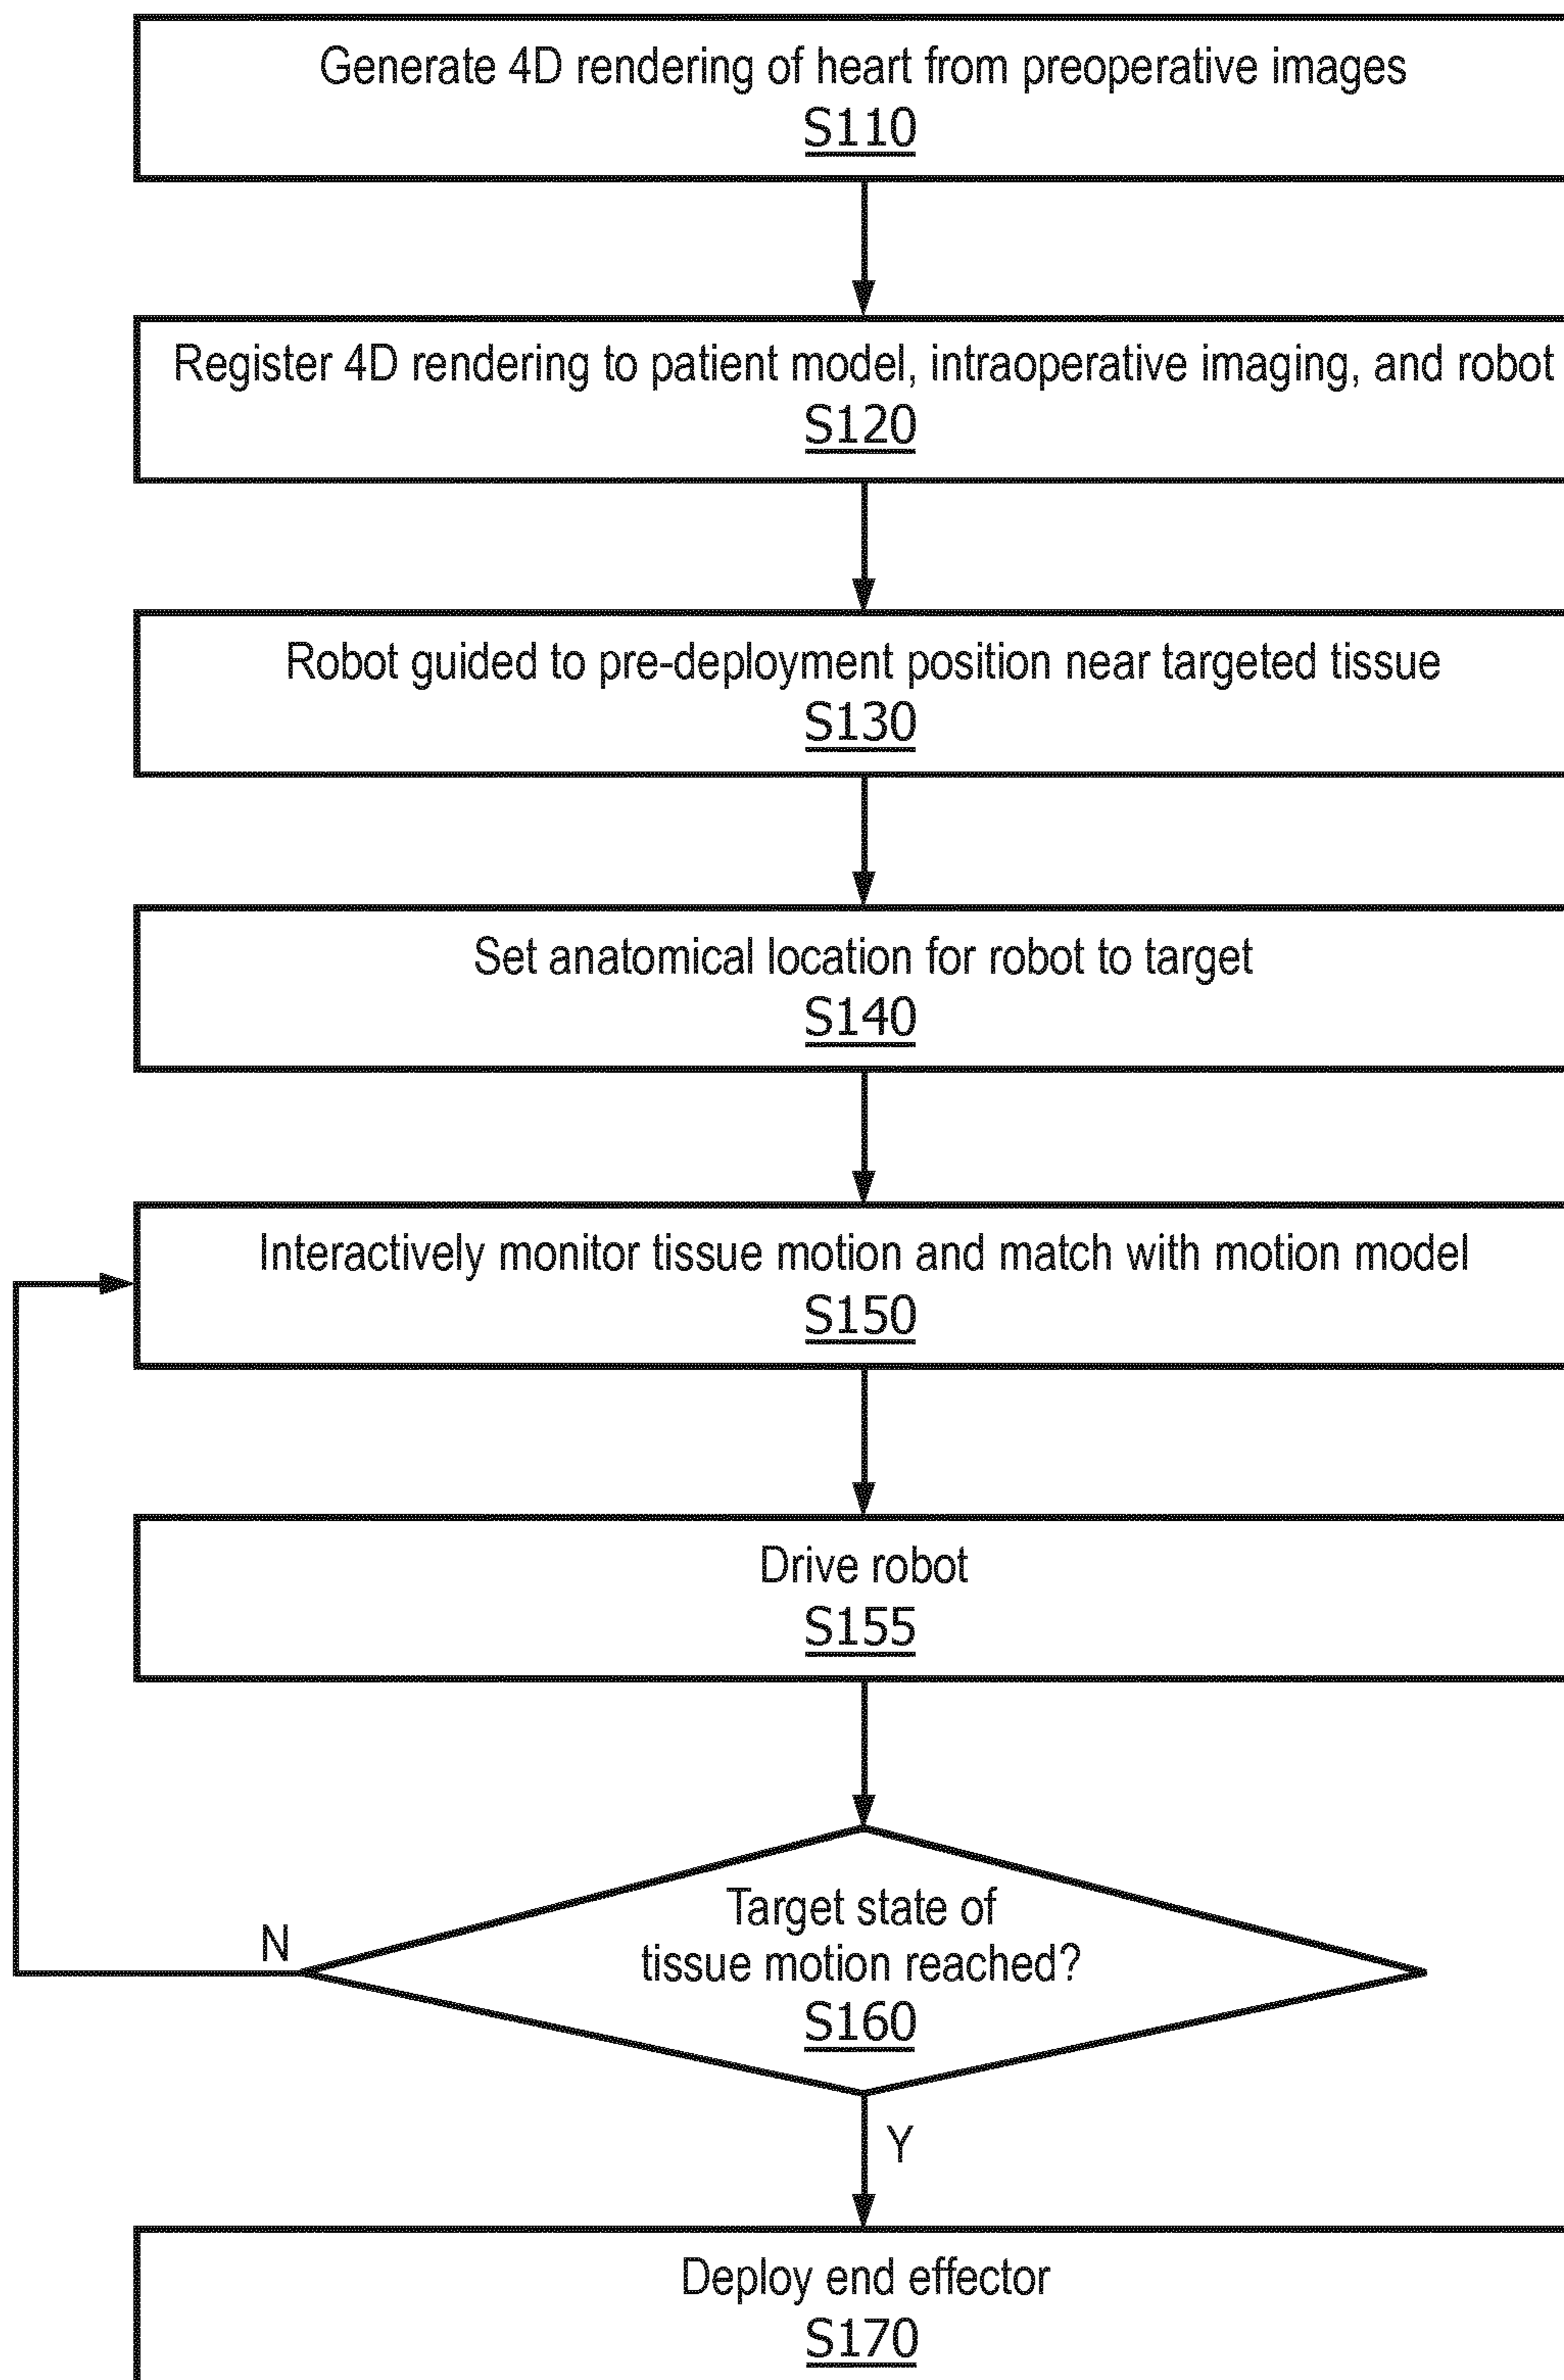 Generate 4D rendering of heart from preoperative images
S110
Register 4D rendering to patient model, intraoperative imaging, and robot
S120
Robot guided to pre-deployment position near targeted tissue
S130
Set anatomical location for robot to target
S140
Interactively monitor tissue motion and match with motion model
S150
Drive robot
S155
Target state of
tissue motion reached?
S160
N
Y
Deploy end effector
S170